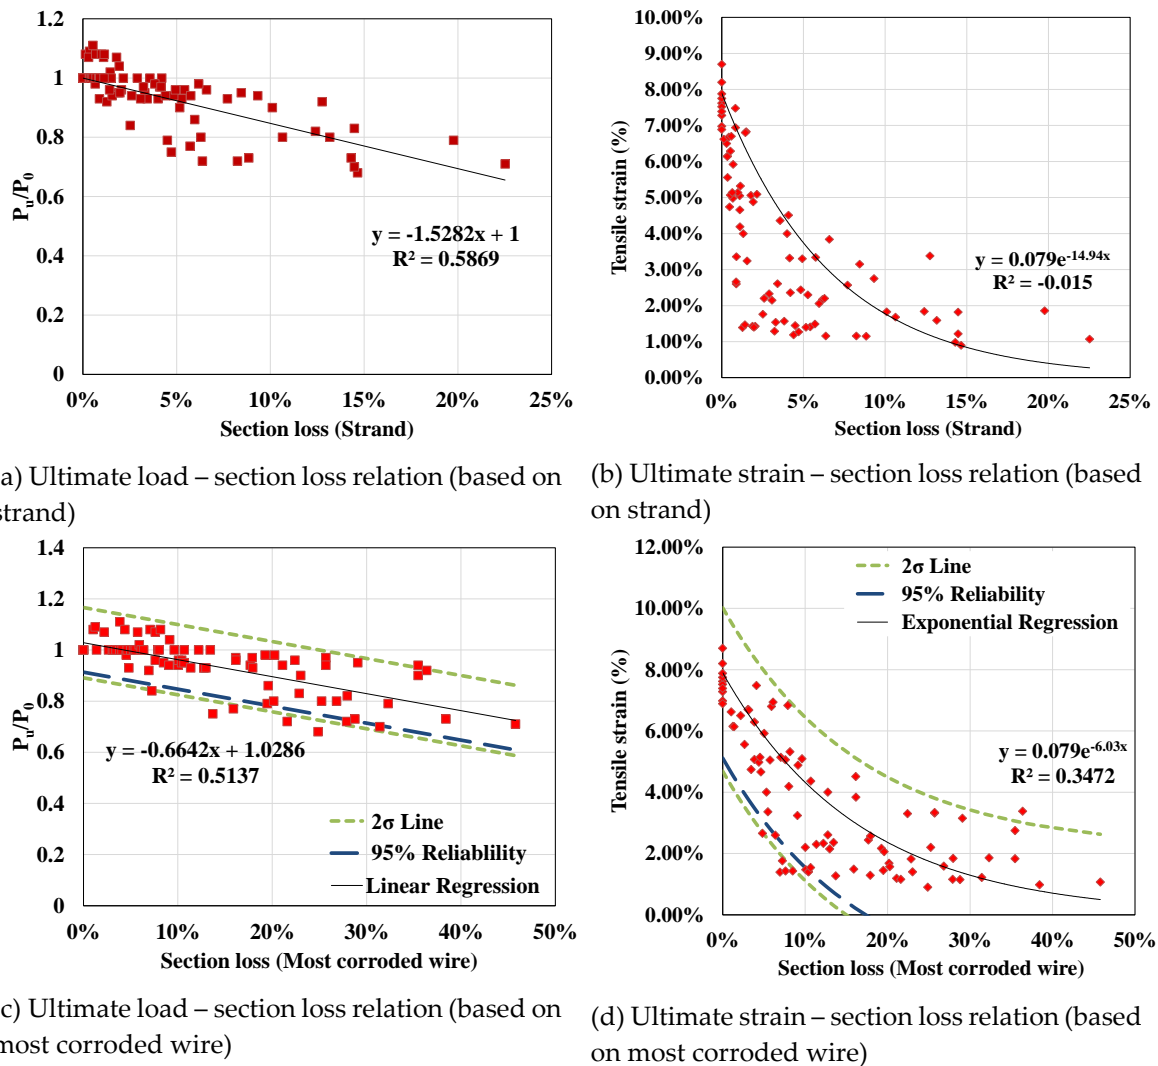 1.2
1
0.8
0.6
0.4
0.2
0
Pu/P0
y = -1.5282x + 1
R² = 0.5869
0% 5% 10% 15% 20% 25%
Section loss (Strand)
10.00%
9.00%
8.00%
7.00%
6.00%
5.00%
4.00%
3.00%
2.00%
1.00%
0.00%
Tensile strain (%)
y = 0.079e-14.94x
R² = -0.015
0% 5% 10% 15% 20% 25%
Section loss (Strand)
a) Ultimate load – section loss relation (based on
strand)
(b) Ultimate strain – section loss relation (based
on strand)
1.4
1.2
1
0.8
0.6
0.4
0.2
0
Pu/P0
y = -0.6642x + 1.0286
R² = 0.5137
2σ Line
95% Reliablility
Linear Regression
0% 10% 20% 30% 40% 50%
Section loss (Most corroded wire)
12.00%
10.00%
8.00%
6.00%
4.00%
2.00%
0.00%
Tensile strain (%)
2σ Line
95% Reliability
Exponential Regression
y = 0.079e-6.03x
R² = 0.3472
0% 10% 20% 30% 40% 50%
Section loss (Most corroded wire)
c) Ultimate load – section loss relation (based on
most corroded wire)
(d) Ultimate strain – section loss relation (based
on most corroded wire)